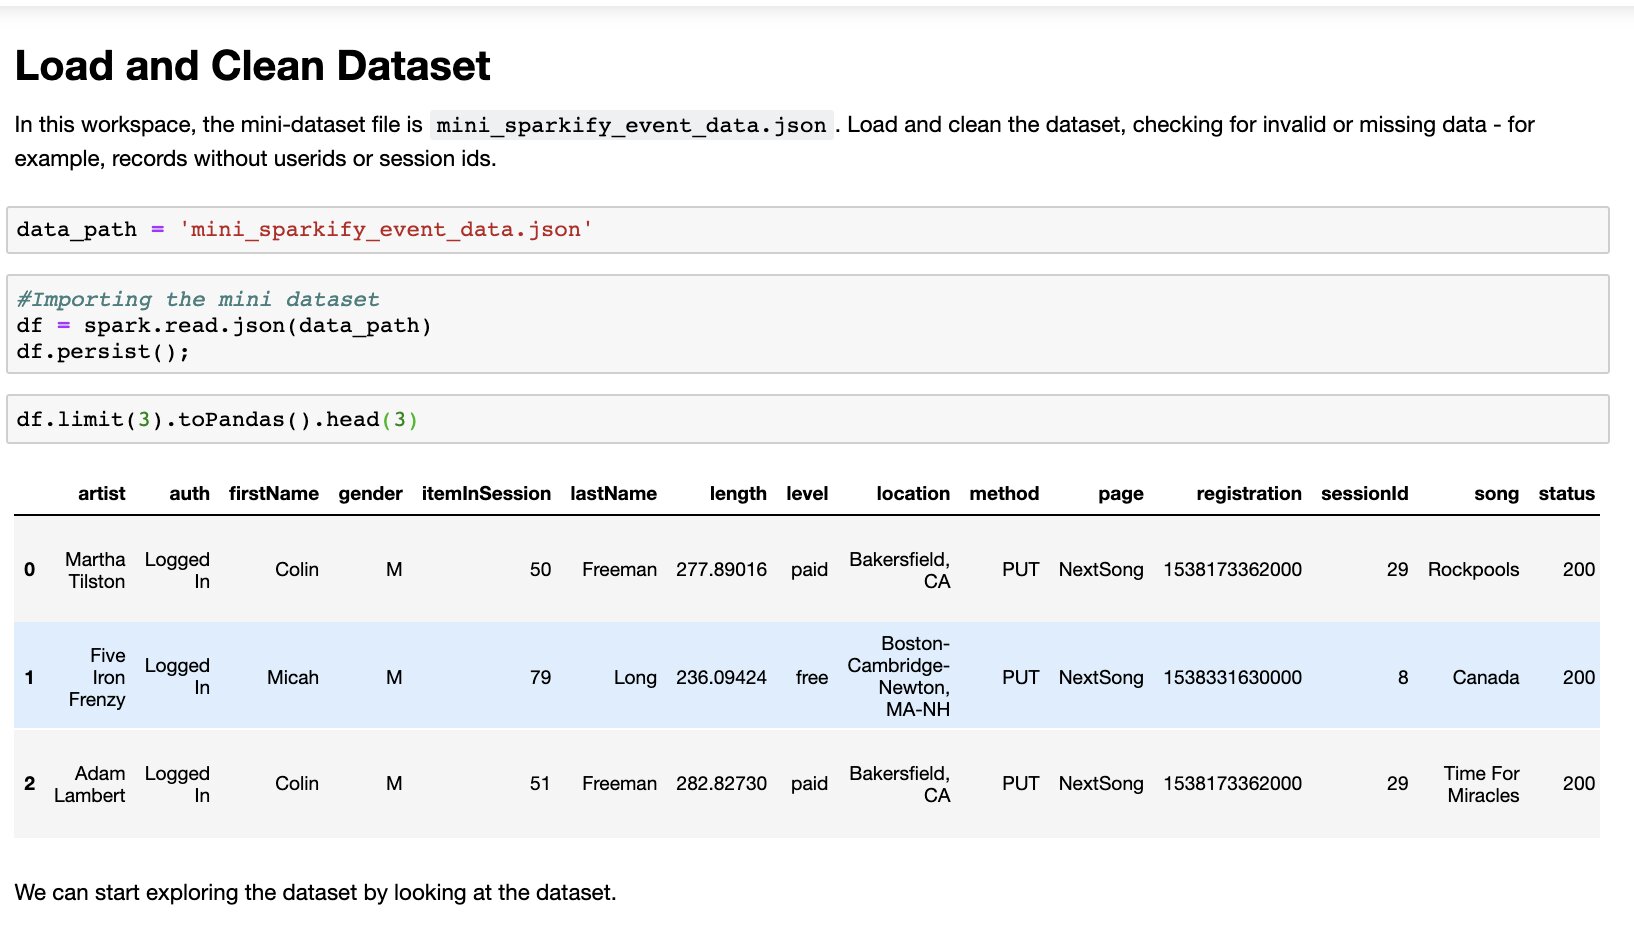 Load and Clean Dataset
In this workspace, the mini-dataset file is mini_sparkify_event_data.json . Load and clean the dataset, checking for invalid or missing data - for
example, records without userids or session ids.
data_path = 'mini_sparkify_event_data.json'
#Importing the mini dataset
df = spark.read.json(data_path)
df.persist();
df.limit(3).toPandas().head(3)
artist auth firstName gender itemInSession lastName length level location method page registration sessionId song status
0 Martha Tilston Logged In Colin M 50 Freeman 277.89016 paid Bakersfield, CA PUT NextSong 1538173362000 29 Rockpools 200
1 Five Iron Frenzy Logged In Micah M 79 Long 236.09424 free Boston-Cambridge-Newton, MA-NH PUT NextSong 1538331630000 8 Canada 200
2 Adam Lambert Logged In Colin M 51 Freeman 282.82730 paid Bakersfield, CA PUT NextSong 1538173362000 29 Time For Miracles 200
We can start exploring the dataset by looking at the dataset.